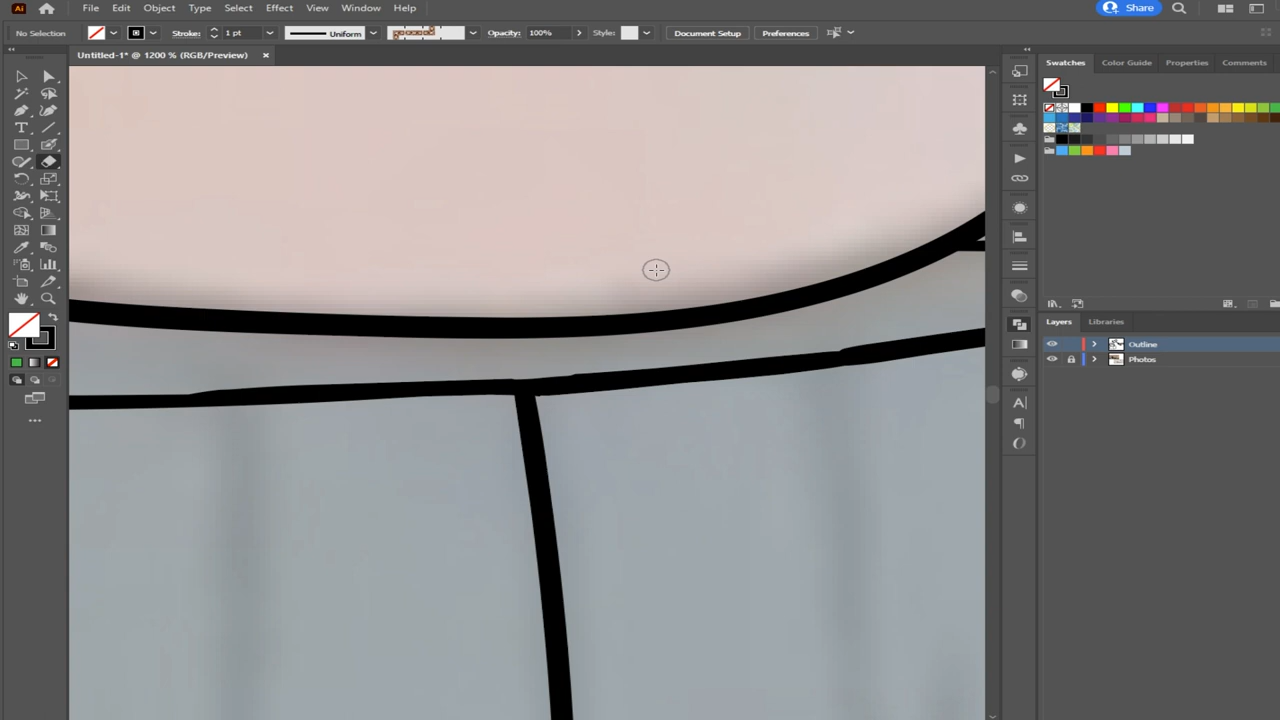 Ai File Edit Object Type Select Effect View Window Help Share
No Selection Stroke: 1 pt Uniform Opacity: 100% Style: Document Setup Preferences
Untitled-1* @ 1200 % (RGB/Preview) ×
Swatches Color Guide Properties Comments
Layers Libraries
Outline
Photos